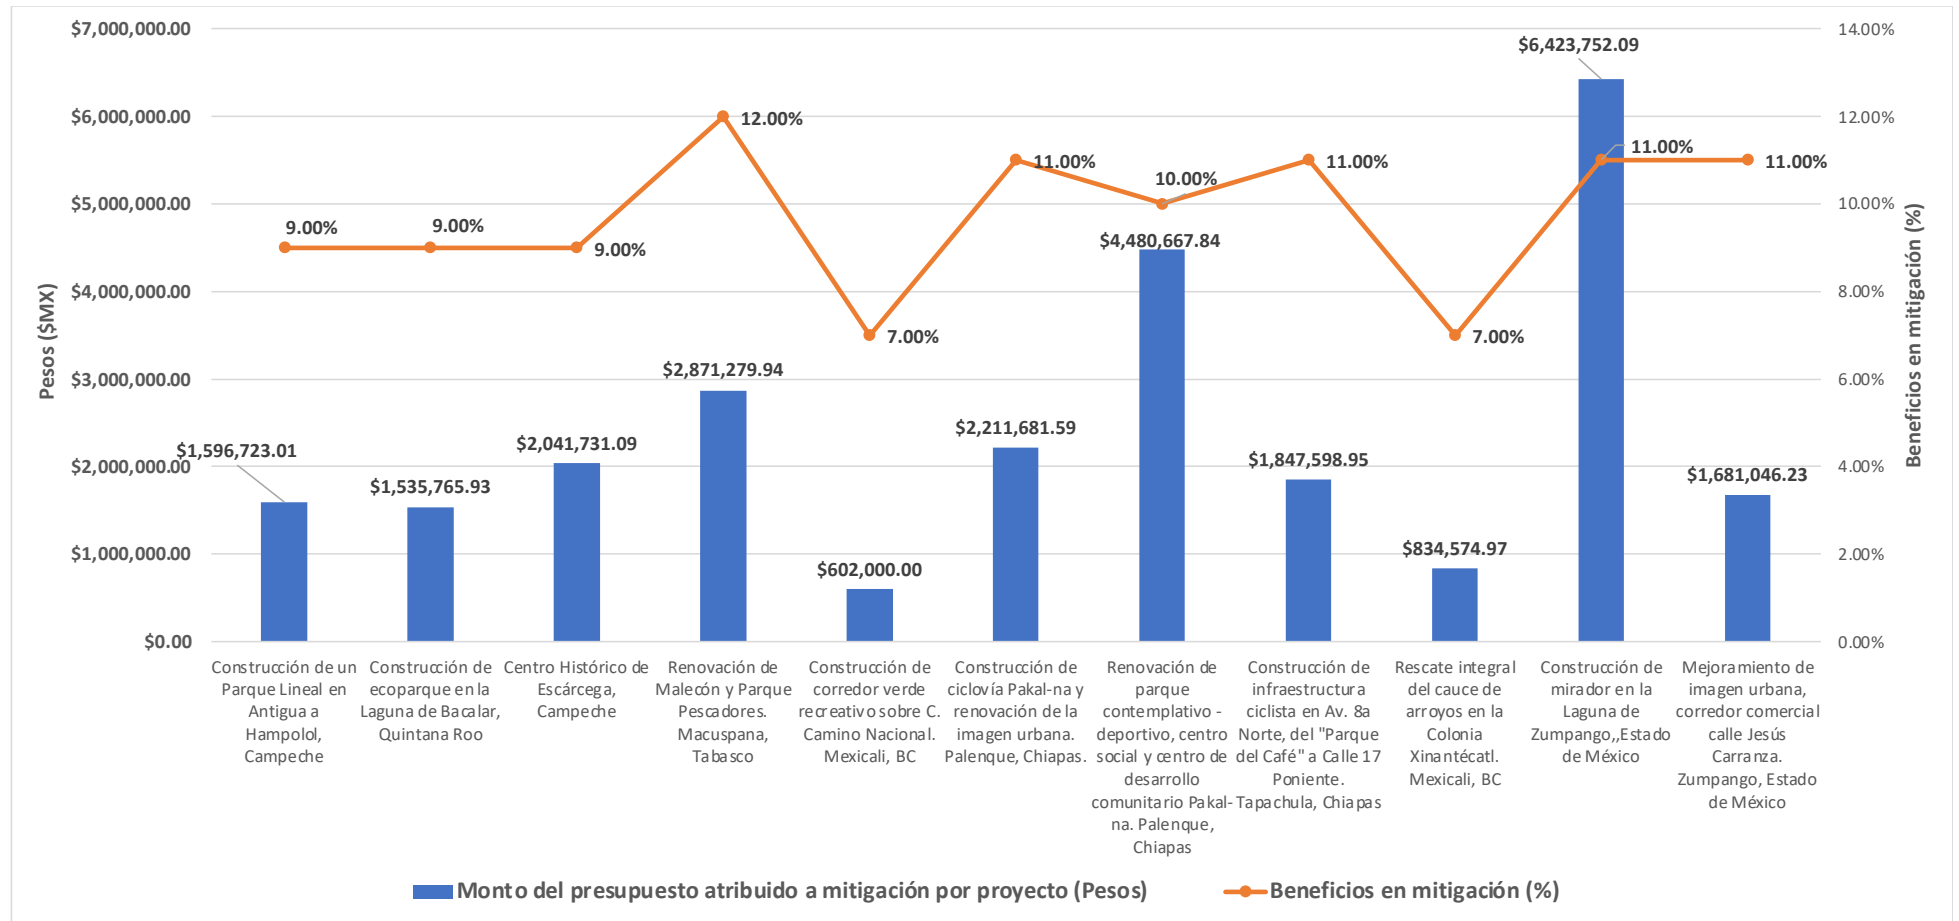 $7,000,000.00
$6,000,000.00
$5,000,000.00
$4,000,000.00
$3,000,000.00
$2,000,000.00
$1,000,000.00
$0.00
Pesos ($MX)
14.00%
12.00%
10.00%
8.00%
6.00%
4.00%
2.00%
0.00%
Beneficios en mitigación (%)
9.00%
9.00%
9.00%
12.00%
7.00%
11.00%
10.00%
11.00%
7.00%
11.00%
11.00%
$1,596,723.01
$1,535,765.93
$2,041,731.09
$2,871,279.94
$602,000.00
$2,211,681.59
$4,480,667.84
$1,847,598.95
$834,574.97
$6,423,752.09
$1,681,046.23
Construcción de un
Parque Lineal en
Antigua a
Hampolol,
Campeche
Construcción de
ecoparque en la
Laguna de Bacalar,
Quintana Roo
Centro Histórico de
Escárcega,
Campeche
Renovación de
Malecón y Parque
Pescadores.
Macuspana,
Tabasco
Construcción de
corredor verde
recreativo sobre C.
Camino Nacional.
Mexicali, BC
Construcción de
ciclovía Pakal-na y
renovación de la
imagen urbana.
Palenque, Chiapas.
Renovación de
parque
contemplativo -
deportivo, centro
social y centro de
desarrollo
comunitario Pakal-
na. Palenque,
Chiapas
Construcción de
infraestructura
ciclista en Av. 8a
Norte, del "Parque
del Café" a Calle 17
Poniente.
Tapachula, Chiapas
Rescate integral
del cauce de
arroyos en la
Colonia
Xinantécatl.
Mexicali, BC
Construcción de
mirador en la
Laguna de
Zumpango,,Estado
de México
Mejoramiento de
imagen urbana,
corredor comercial
calle Jesús
Carranza.
Zumpango, Estado
de México
Monto del presupuesto atribuido a mitigación por proyecto (Pesos)
Beneficios en mitigación (%)